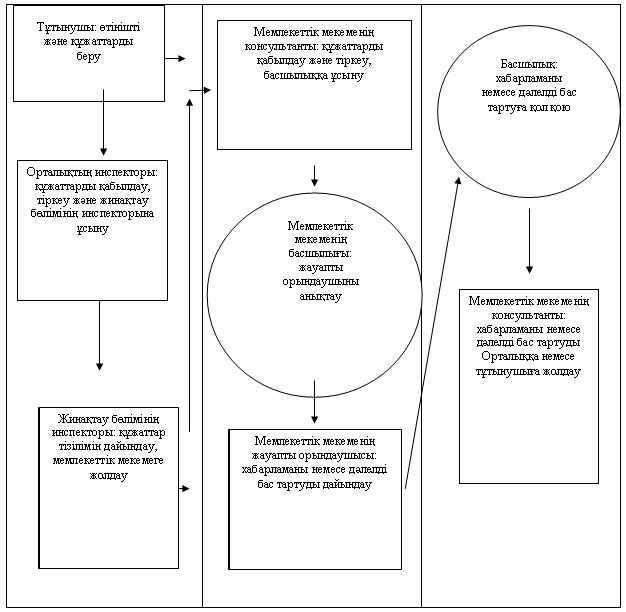 Тұтынушы: өтінішті
және құжаттарды
беру
Орталықтың инспекторы:
құжаттарды қабылдау,
тіркеу және жинақтау
бөлімінің инспекторына
ұсыну
Жинақтау бөлімінің
инспекторы: құжаттар
тізілімін дайындау,
мемлекеттік мекемеге
жолдау
Мемлекеттік мекеменің
консультанты: құжаттарды
қабылдау және тіркеу,
басшылыққа ұсыну
Мемлекеттік
мекеменің
басшылығы:
жауапты
орындаушыны
анықтау
Мемлекеттік мекеменің
жауапты орындаушысы:
хабарламаны немесе дәлелді
бас тартуды дайындау
Басшылық:
хабарламаны
немесе дәлелді бас
тартуға қол қою
Мемлекеттік мекеменің
консультанты:
хабарламаны немесе
дәлелді бас тартуды
Орталыққа немесе
тұтынушыға жолдау